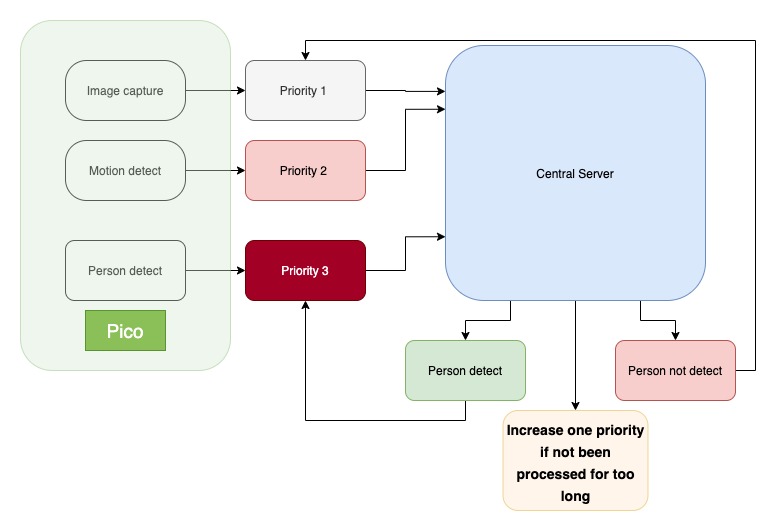 Image capture
Priority 1
Motion detect
Priority 2
Central Server
Person detect
Priority 3
Pico
Person detect
Person not detect
Increase one priority
if not been
processed for too
long